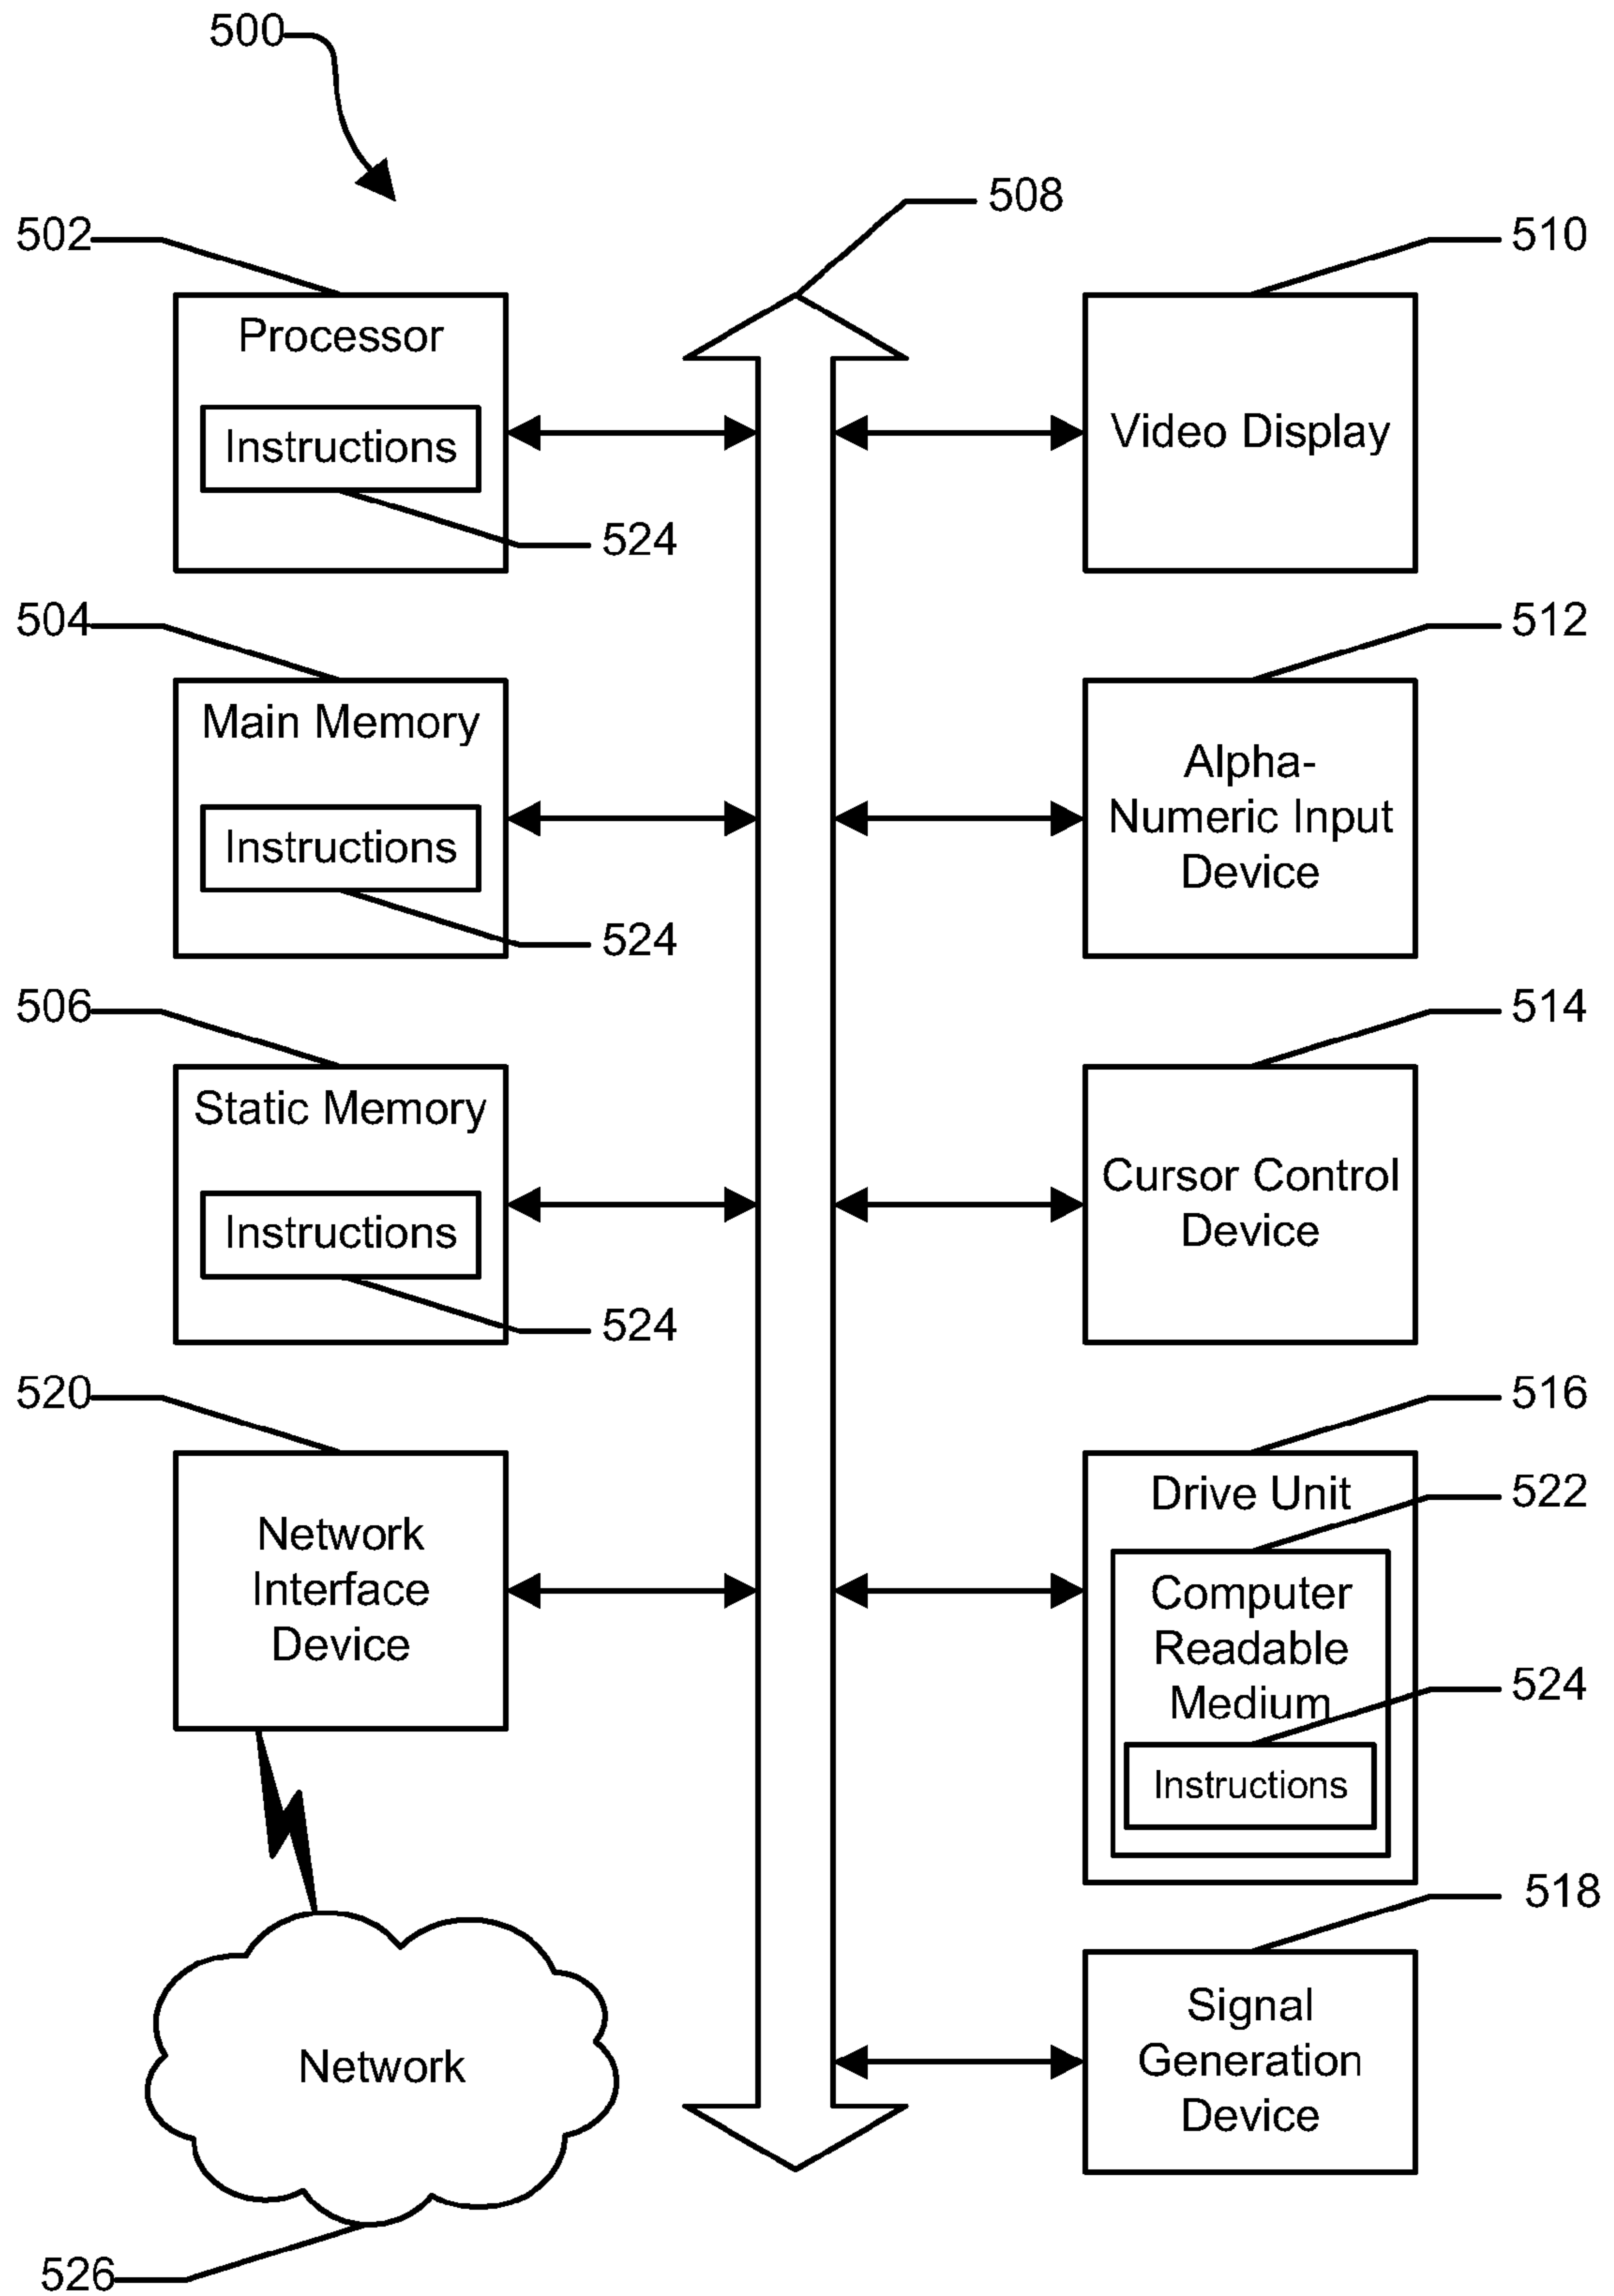 500
508
502
510
Processor
Instructions
524
Video Display
504
512
Main Memory
Instructions
524
Alpha-
Numeric Input
Device
506
514
Static Memory
Instructions
524
Cursor Control
Device
520
516
Network
Interface
Device
Drive Unit
522
Computer
Readable
Medium
524
Instructions
518
Network
Signal
Generation
Device
526